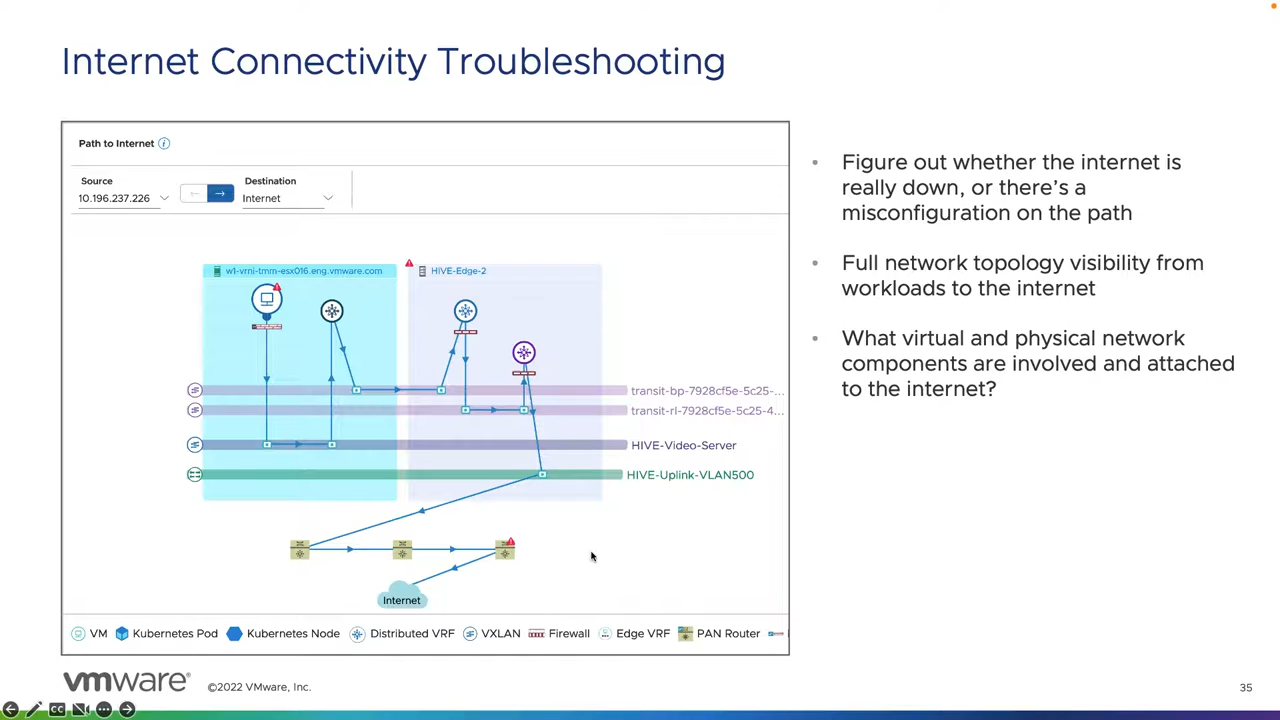 Internet Connectivity Troubleshooting
Path to Internet
Source
Destination
10.196.237.226
Internet
w1-vrni-tmm-esx016.eng.vmware.com
HIVE-Edge-2
transit-bp-7928cf5e-5c25-...
transit-rl-7928cf5e-5c25-4...
HIVE-Video-Server
HIVE-Uplink-VLAN500
Internet
VM
Kubernetes Pod
Kubernetes Node
Distributed VRF
VXLAN
Firewall
Edge VRF
PAN Router
• Figure out whether the internet is
really down, or there's a
misconfiguration on the path
• Full network topology visibility from
workloads to the internet
• What virtual and physical network
components are involved and attached
to the internet?
vmware®
©2022 VMware, Inc.
35
CC